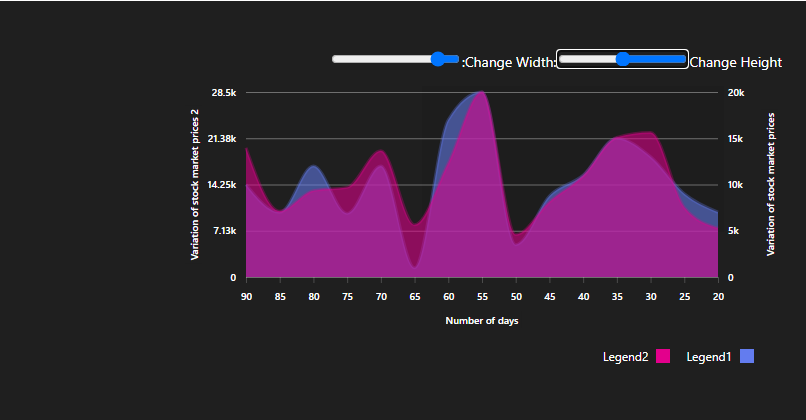 :Change Width: Change Height
28.5k
21.38k
14.25k
7.13k
0
Variation of stock market prices 2
20k
15k
10k
5k
0
Variation of stock market prices
90 85 80 75 70 65 60 55 50 45 40 35 30 25 20
Number of days
Legend2 Legend1